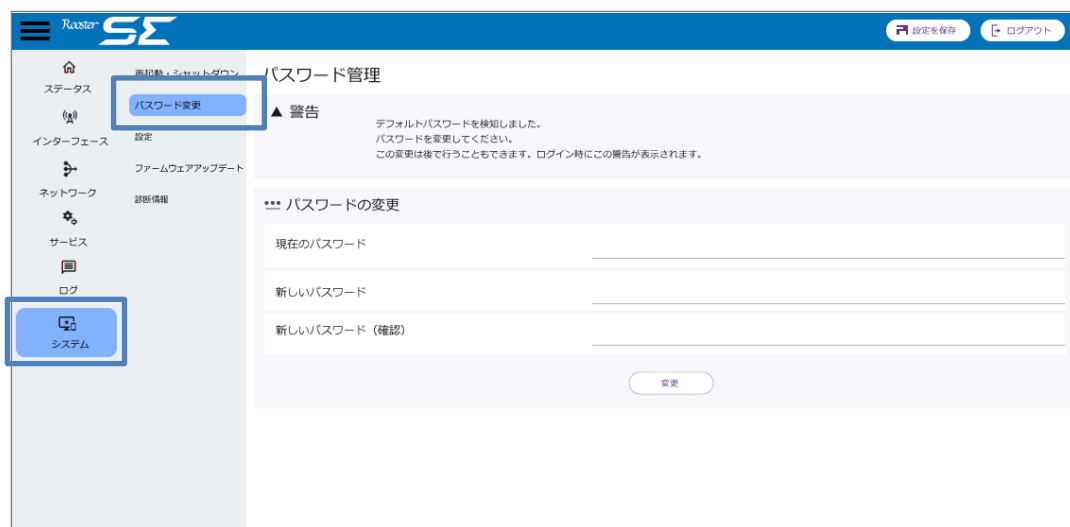 Rooster SE
設定を保存
ログアウト
ステータス
インターフェース
ネットワーク
サービス
ログ
システム
再起動・シャットダウン
パスワード変更
設定
ファームウェアアップデート
診断情報
パスワード管理
▲ 警告
デフォルトパスワードを検知しました。
パスワードを変更してください。
この変更は後で行うこともできます。ログイン時にこの警告が表示されます。
パスワードの変更
現在のパスワード
新しいパスワード
新しいパスワード（確認）
変更